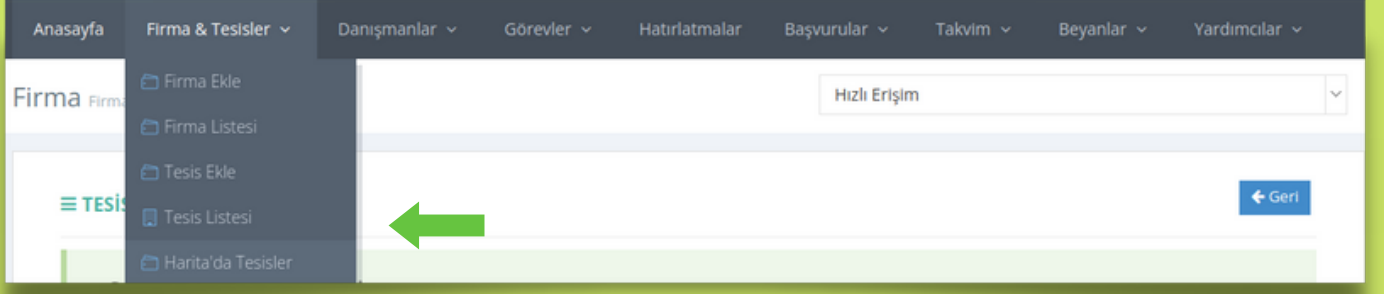 Anasayfa Firma & Tesisler Danışmanlar Görevler Hatırlatmalar Başvurular Takvim Beyanlar Yardımcılar
Firma Ekle
Firma Hızlı Erişim
Firma Listesi
Tesis Ekle
Geri
Tesis Listesi
Harita'da Tesisler